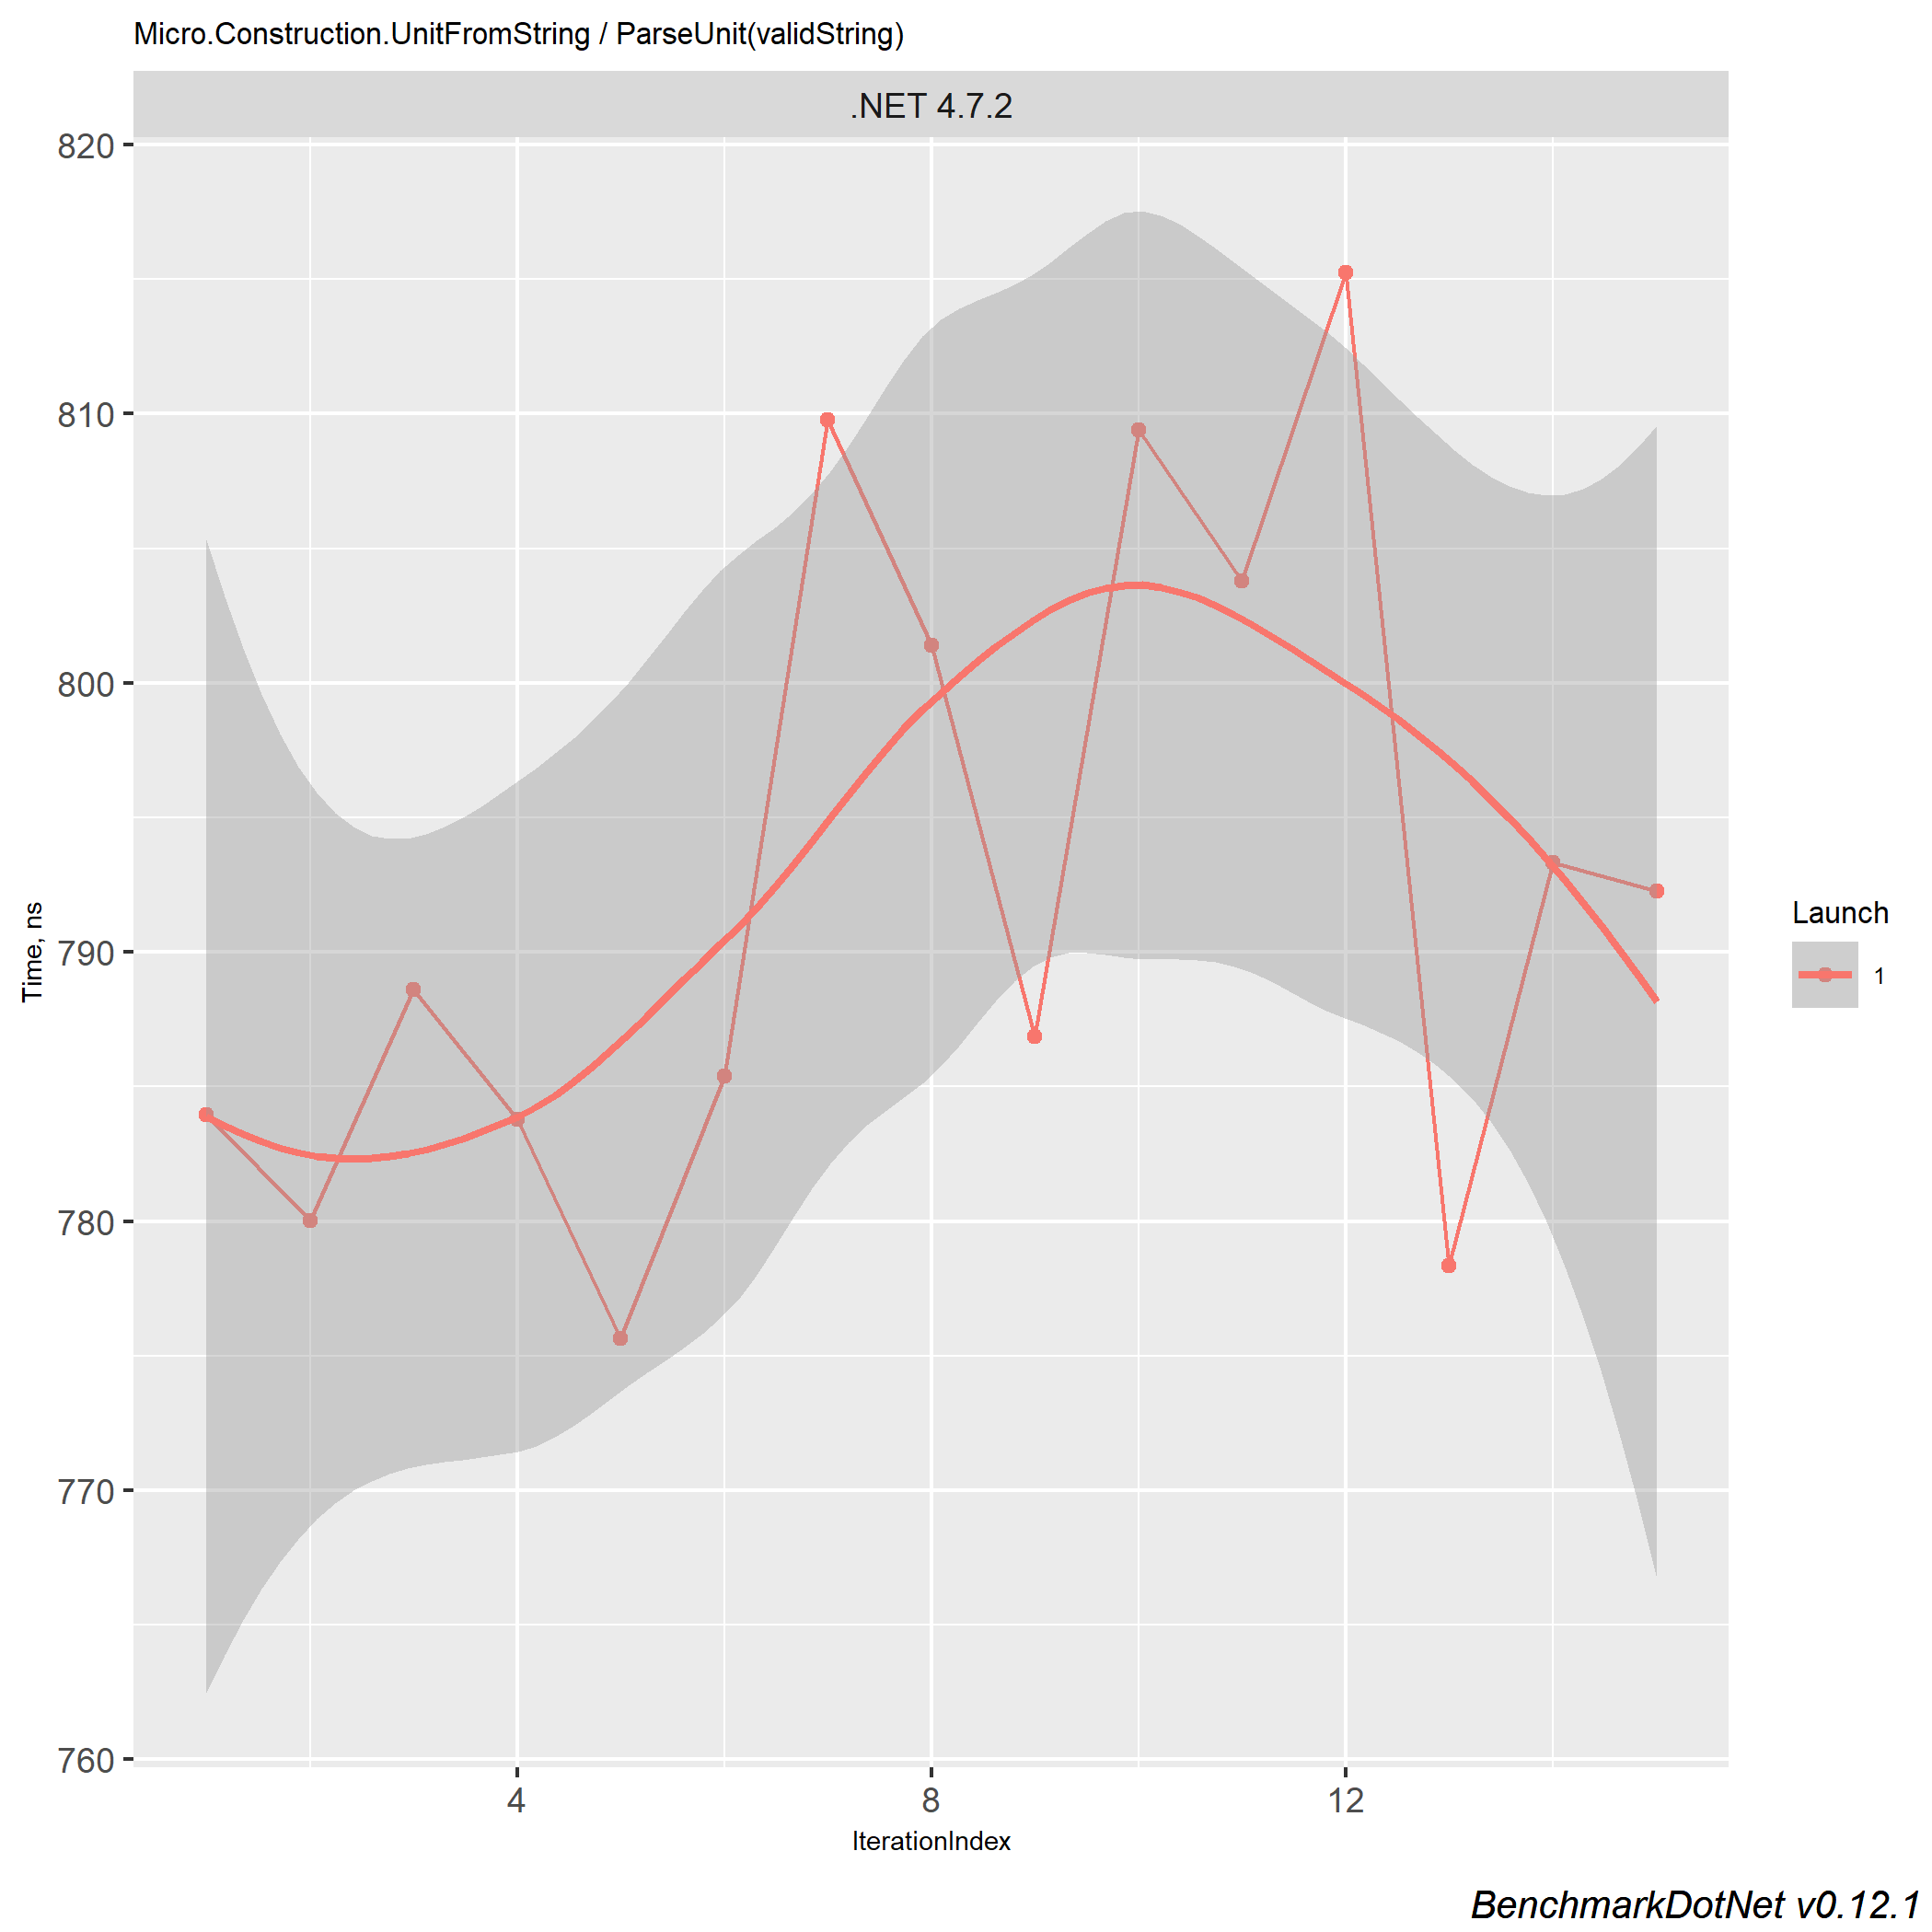 Micro.Construction.UnitFromString / ParseUnit(validString)
.NET 4.7.2
820
810
800
790
780
770
760
Time, ns
4
8
12
IterationIndex
Launch
1
BenchmarkDotNet v0.12.1